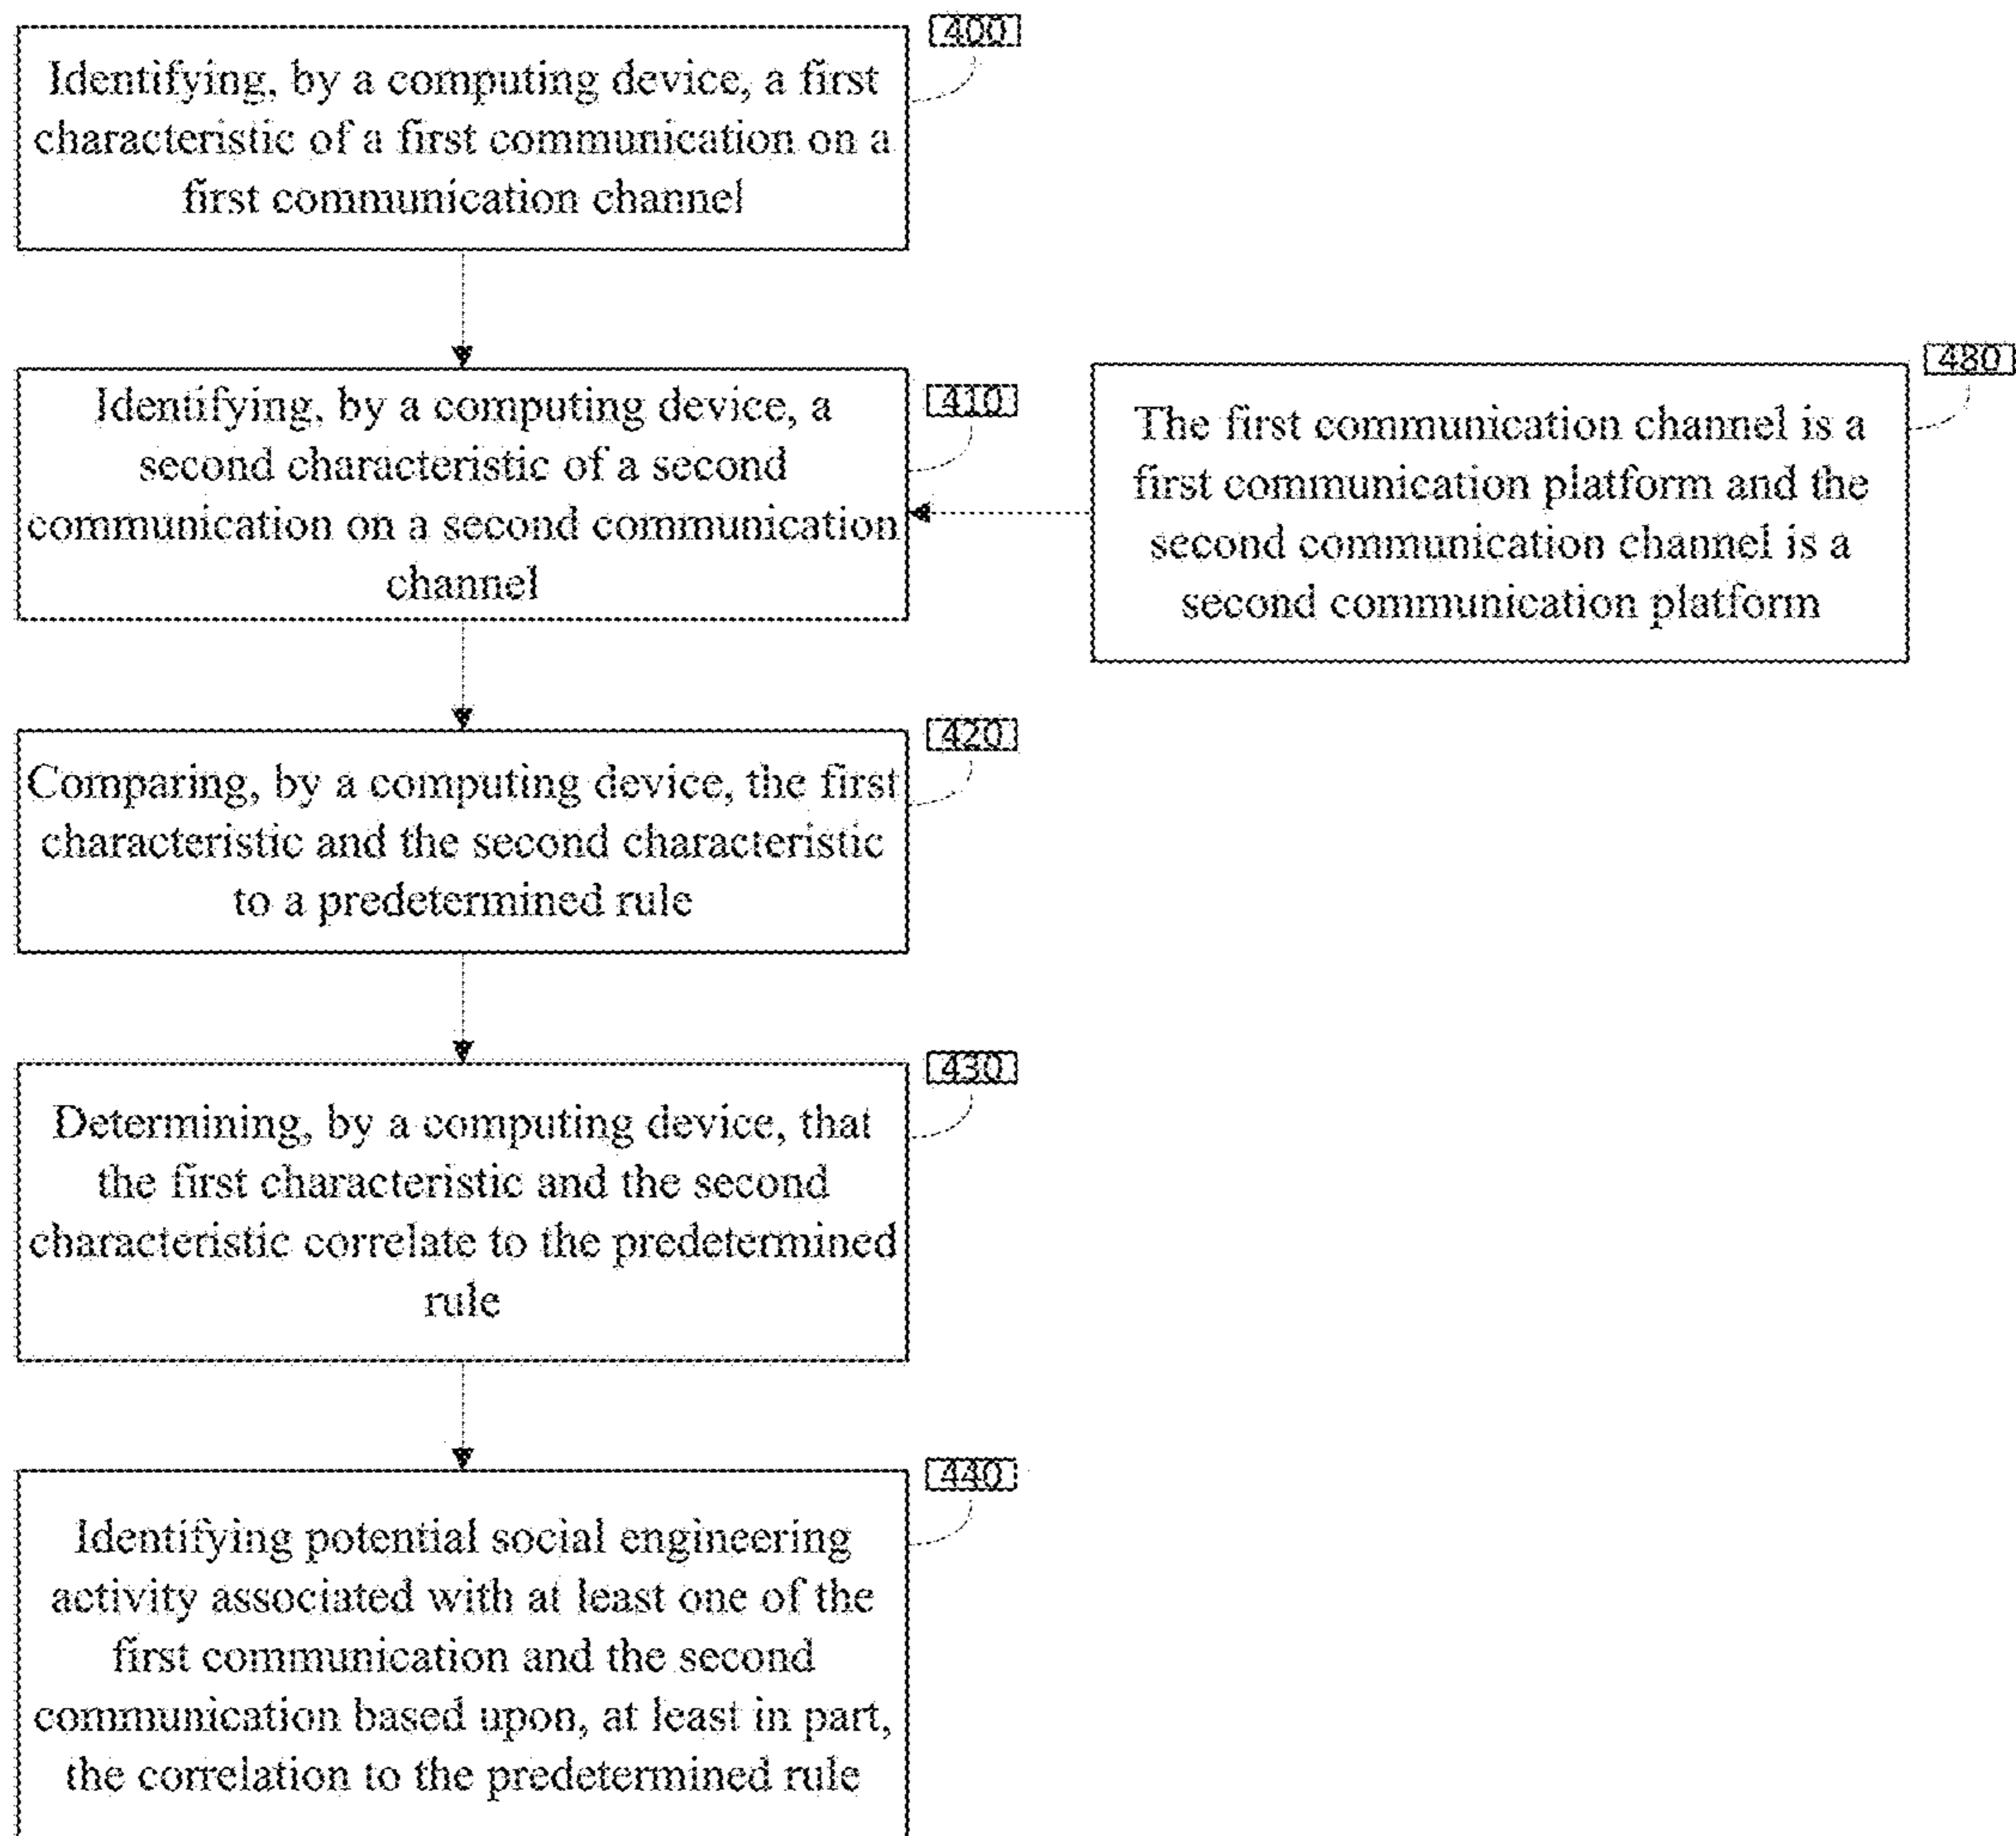 400
Identifying, by a computing device, a first
characteristic of a first communication on a
first communication channel
410
Identifying, by a computing device, a
second characteristic of a second
communication on a second communication
channel
480
The first communication channel is a
first communication platform and the
second communication channel is a
second communication platform
420
Comparing, by a computing device, the first
characteristic and the second characteristic
to a predetermined rule
430
Determining, by a computing device, that
the first characteristic and the second
characteristic correlate to the predetermined
rule
440
Identifying potential social engineering
activity associated with at least one of the
first communication and the second
communication based upon, at least in part,
the correlation to the predetermined rule